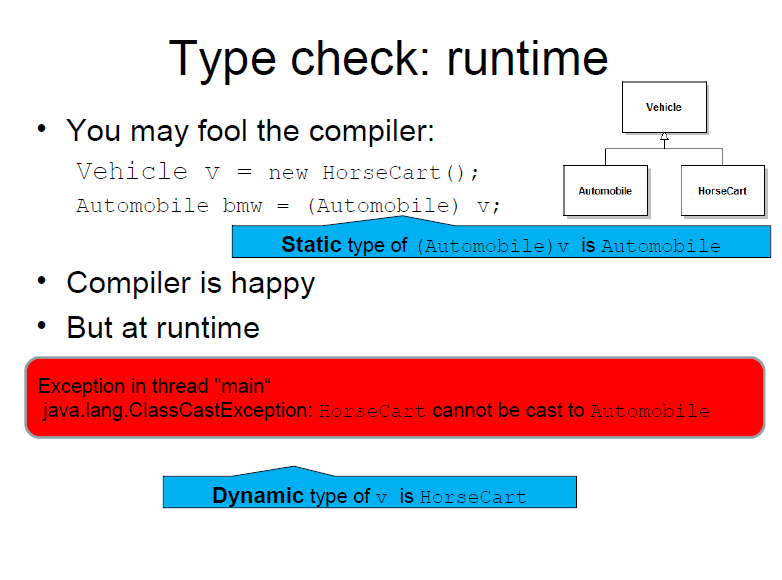 Type check: runtime
Vehicle
Automobile
HorseCart
• You may fool the compiler:
Vehicle v = new HorseCart();
Automobile bmw = (Automobile) v;
Static type of (Automobile)v is Automobile
• Compiler is happy
• But at runtime
Exception in thread "main“
java.lang.ClassCastException: HorseCart cannot be cast to Automobile
Dynamic type of v is HorseCart